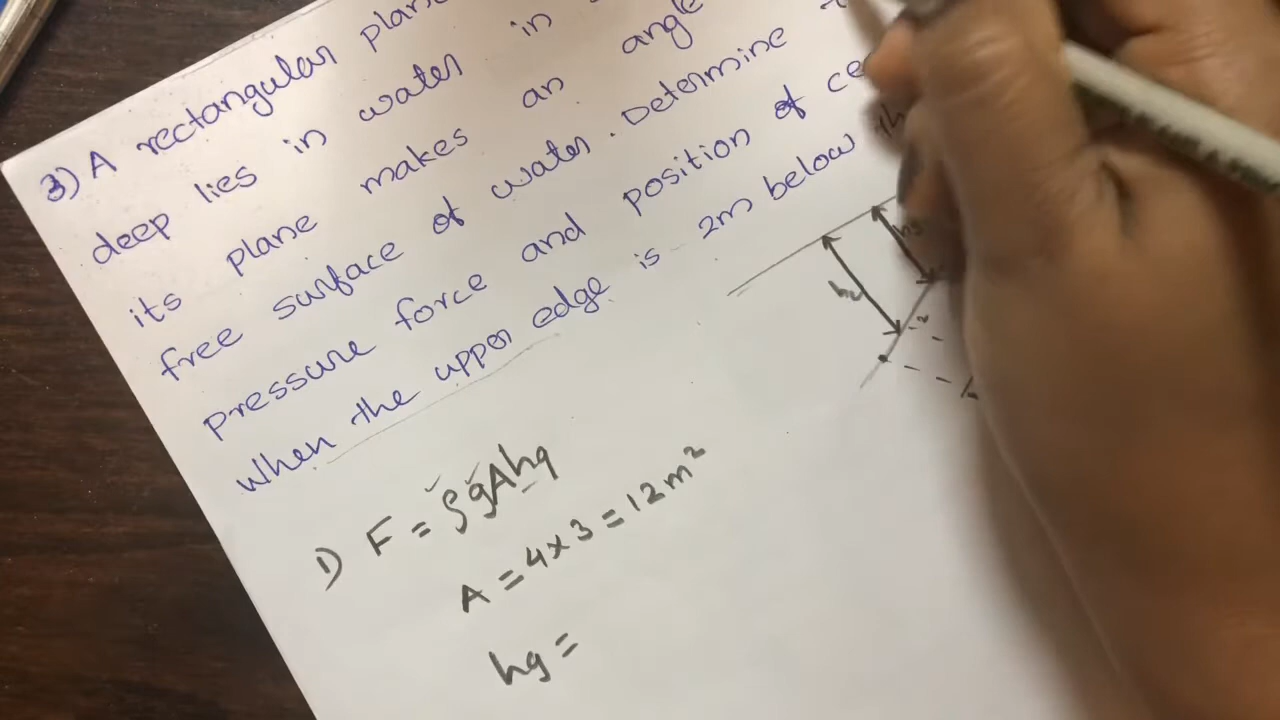 3) A rectangular plane
deep lies in water in
its plane makes an angle
free surface of water. Determine
pressure force and position of
when the upper edge is 2m below
1) F = ρgAhg
A = 4×3 = 12m²
hg =